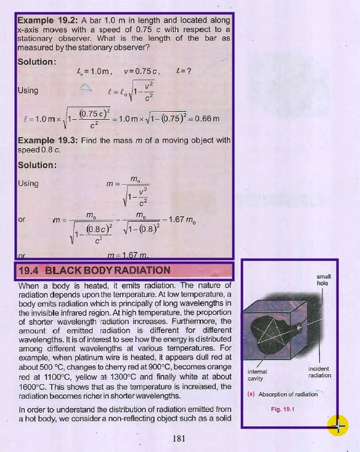 Example 19.2: A bar 1.0 m in length and located along
x-axis moves with a speed of 0.75 c with respect to a
stationary observer. What is the length of the bar as
measured by the stationary observer?
Solution:
ℓₒ = 1.0m, v = 0.75 c, ℓ = ?
Using ℓ = ℓₒ √(1 - v²/c²)
ℓ = 1.0 m × √(1 - (0.75 c)²/c²) = 1.0 m × √(1 - (0.75)²) = 0.66 m
Example 19.3: Find the mass m of a moving object with
speed 0.8 c.
Solution:
Using m = mₒ / √(1 - v²/c²)
or m = mₒ / √(1 - (0.8c)²/c²) = mₒ / √(1 - (0.8)²) = 1.67 mₒ
or m = 1.67 mₒ
19.4 BLACK BODY RADIATION
When a body is heated, it emits radiation. The nature of
radiation depends upon the temperature. At low temperature, a
body emits radiation which is principally of long wavelengths in
the invisible infrared region. At high temperature, the proportion
of shorter wavelength radiation increases. Furthermore, the
amount of emitted radiation is different for different
wavelengths. It is of interest to see how the energy is distributed
among different wavelengths at various temperatures. For
example, when platinum wire is heated, it appears dull red at
about 500 °C, changes to cherry red at 900°C, becomes orange
red at 1100°C, yellow at 1300°C and finally white at about
1600°C. This shows that as the temperature is increased, the
radiation becomes richer in shorter wavelengths.
In order to understand the distribution of radiation emitted from
a hot body, we consider a non-reflecting object such as a solid
small
hole
internal
cavity
incident
radiation
(a) Absorption of radiation
Fig. 19.1
181